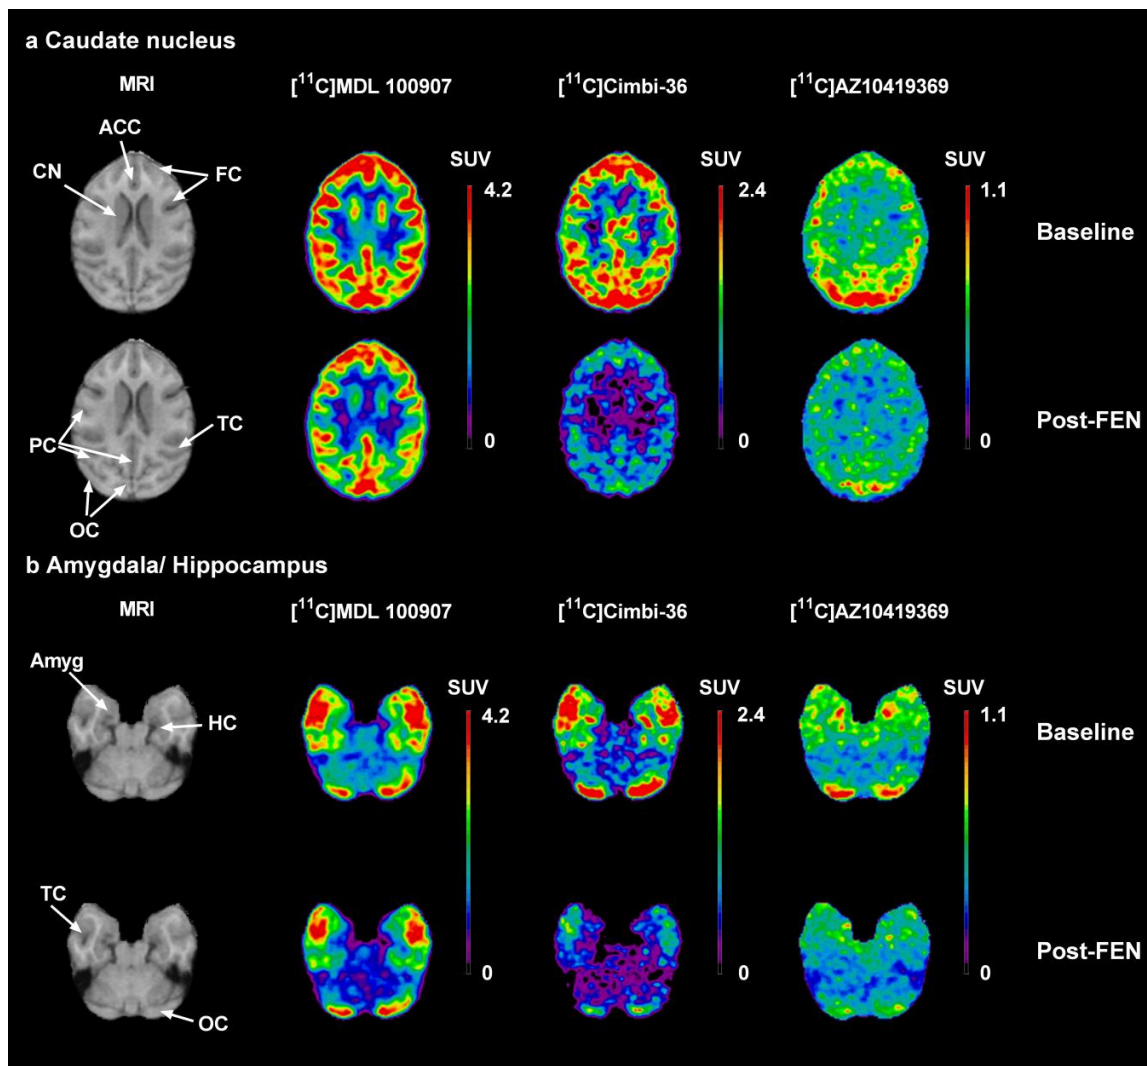 a Caudate nucleus
MRI
[¹¹C]MDL 100907
[¹¹C]Cimbi-36
[¹¹C]AZ10419369
ACC
CN
FC
SUV
4.2
0
SUV
2.4
0
SUV
1.1
0
Baseline
TC
PC
OC
Post-FEN
b Amygdala/ Hippocampus
MRI
[¹¹C]MDL 100907
[¹¹C]Cimbi-36
[¹¹C]AZ10419369
Amyg
HC
SUV
4.2
0
SUV
2.4
0
SUV
1.1
0
Baseline
TC
OC
Post-FEN